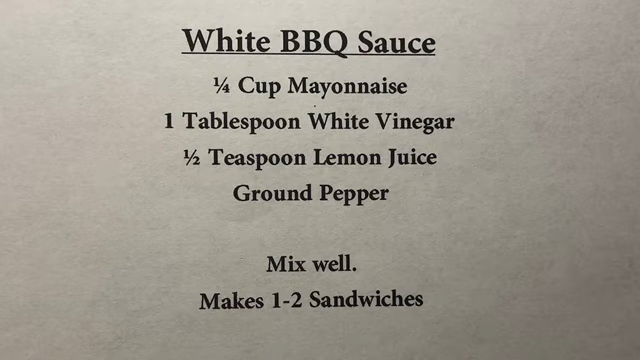 White BBQ Sauce
¼ Cup Mayonnaise
1 Tablespoon White Vinegar
½ Teaspoon Lemon Juice
Ground Pepper
Mix well.
Makes 1-2 Sandwiches